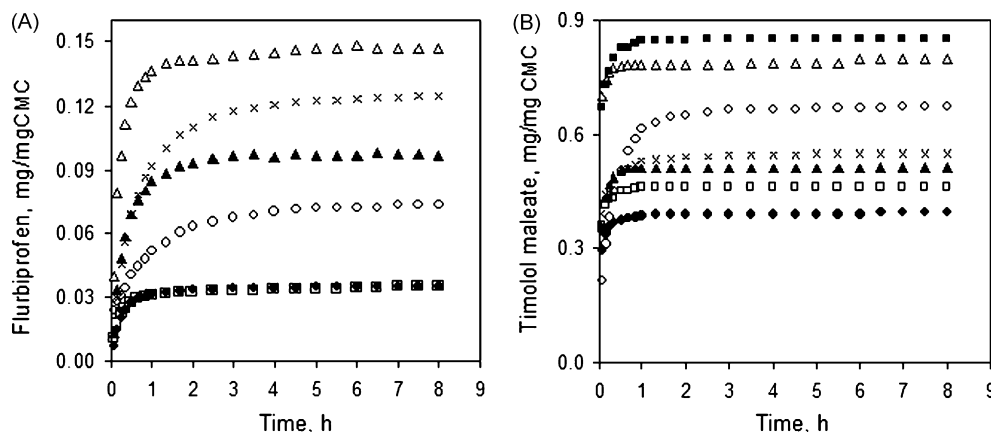 (A)
Flurbiprofen, mg/mgCMC
0.15
0.12
0.09
0.06
0.03
0.00
0 1 2 3 4 5 6 7 8 9
Time, h
(B)
Timolol maleate, mg/mg CMC
0.9
0.6
0.3
0.0
0 1 2 3 4 5 6 7 8 9
Time, h